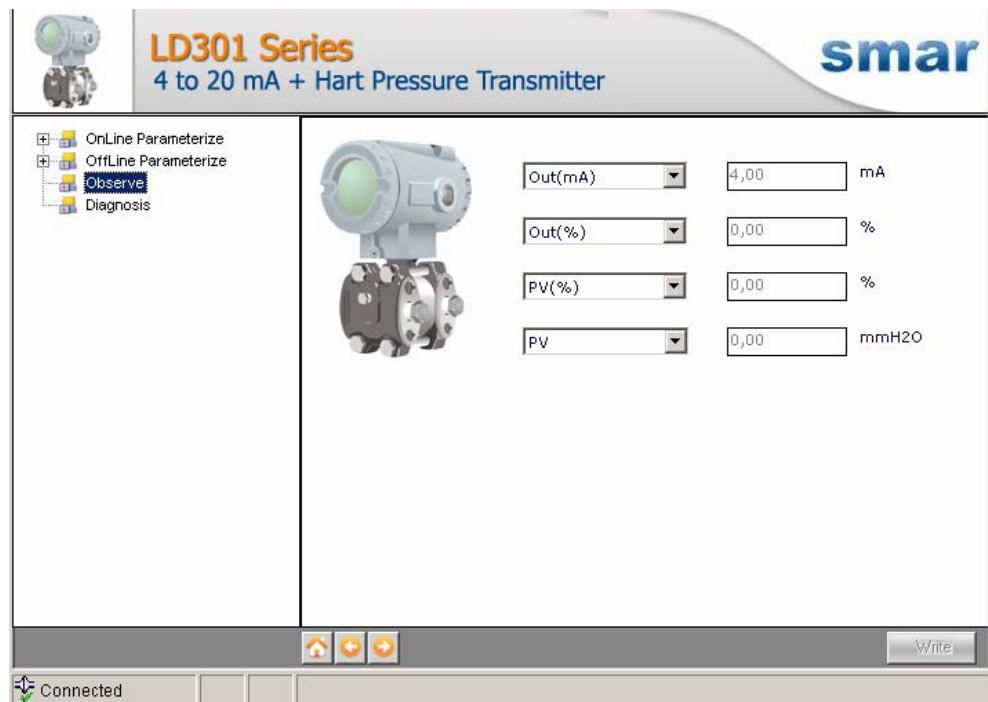 LD301 Series
4 to 20 mA + Hart Pressure Transmitter
smar
OnLine Parameterize
OffLine Parameterize
Observe
Diagnosis
Out(mA) 4,00 mA
Out(%) 0,00 %
PV(%) 0,00 %
PV 0,00 mmH2O
Write
Connected